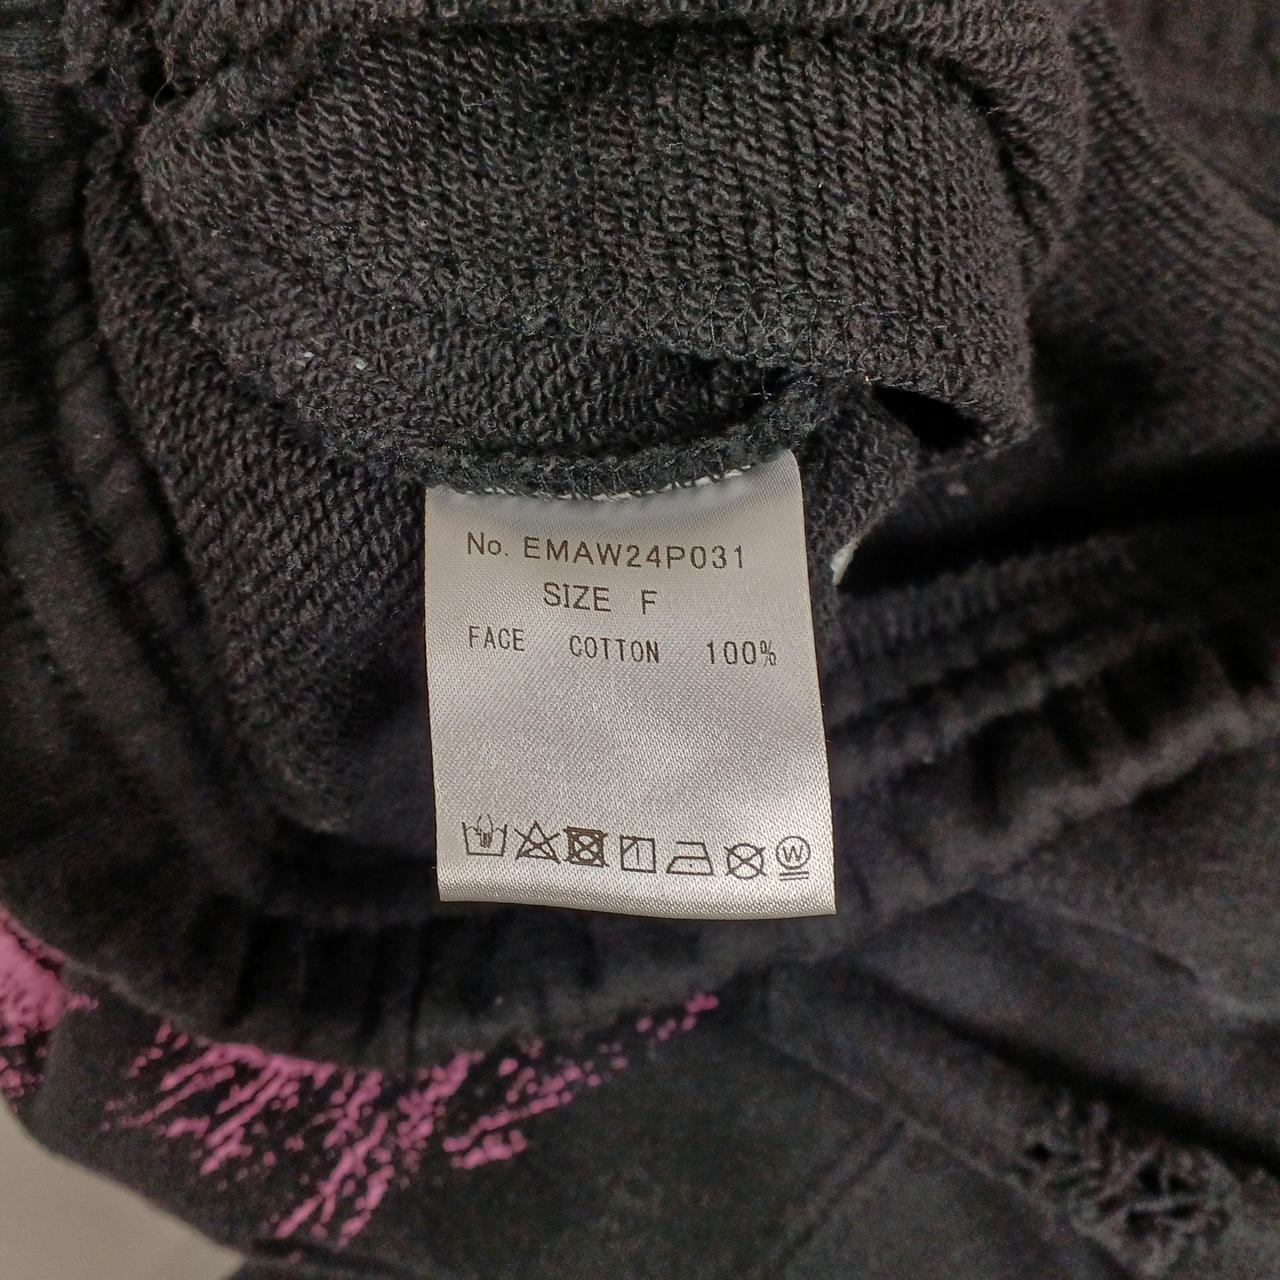 No. EMAW24P031
SIZE F
FACE COTTON 100%
W